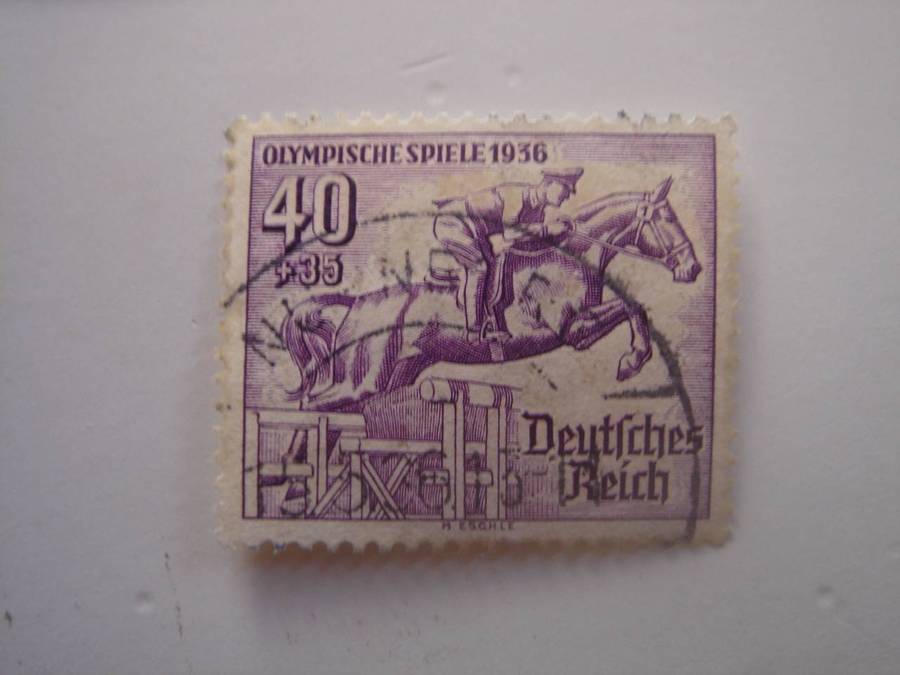 OLYMPISCHE SPIELE 1936
40
+35
Deutſches
Reich
M ESCHLE